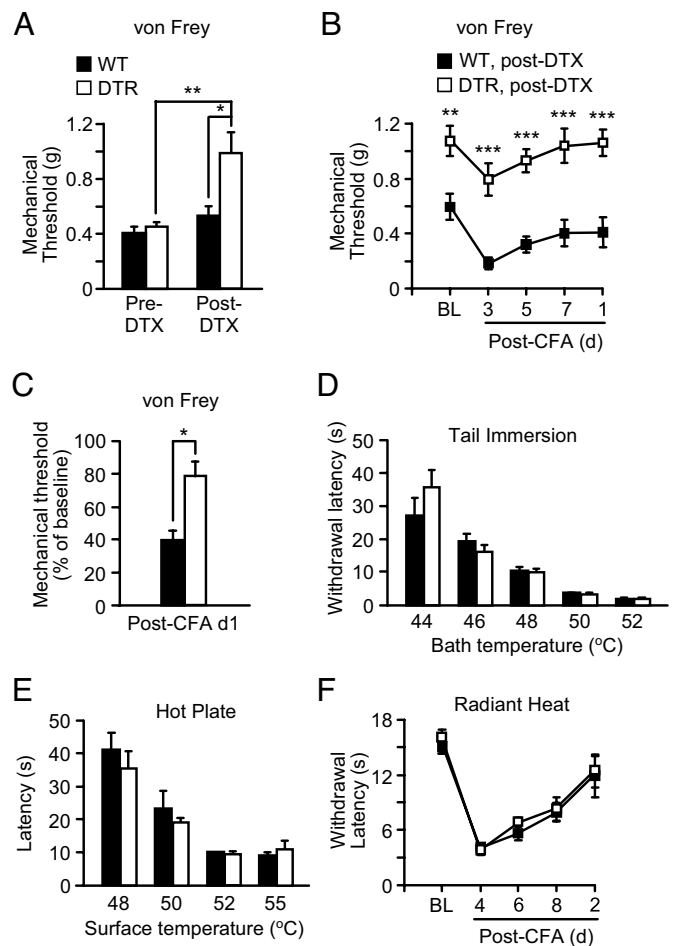 A
von Frey
WT
DTR
**
*
1.2
0.8
0.4
0
Mechanical
Threshold (g)
Pre-
DTX
Post-
DTX
B
von Frey
WT, post-DTX
DTR, post-DTX
** *** *** *** ***
1.2
0.8
0.4
0
Mechanical
Threshold (g)
BL 3 5 7 1
Post-CFA (d)
C
von Frey
*
100
80
60
40
20
0
Mechanical threshold
(% of baseline)
Post-CFA d1
D
Tail Immersion
50
40
30
20
10
0
Withdrawal latency (s)
44 46 48 50 52
Bath temperature (ºC)
E
Hot Plate
50
40
30
20
10
0
Latency (s)
48 50 52 55
Surface temperature (ºC)
F
Radiant Heat
18
12
6
0
Withdrawal
Latency (s)
BL 4 6 8 2
Post-CFA (d)